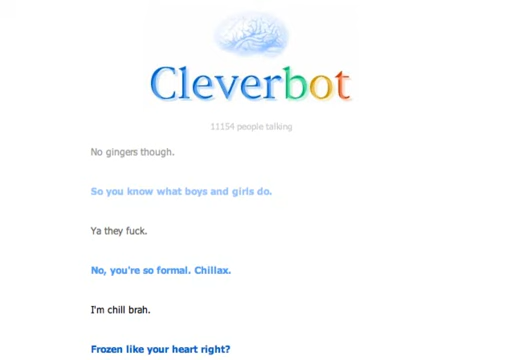 Cleverbot
11154 people talking
No gingers though.
So you know what boys and girls do.
Ya they fuck.
No, you're so formal. Chillax.
I'm chill brah.
Frozen like your heart right?